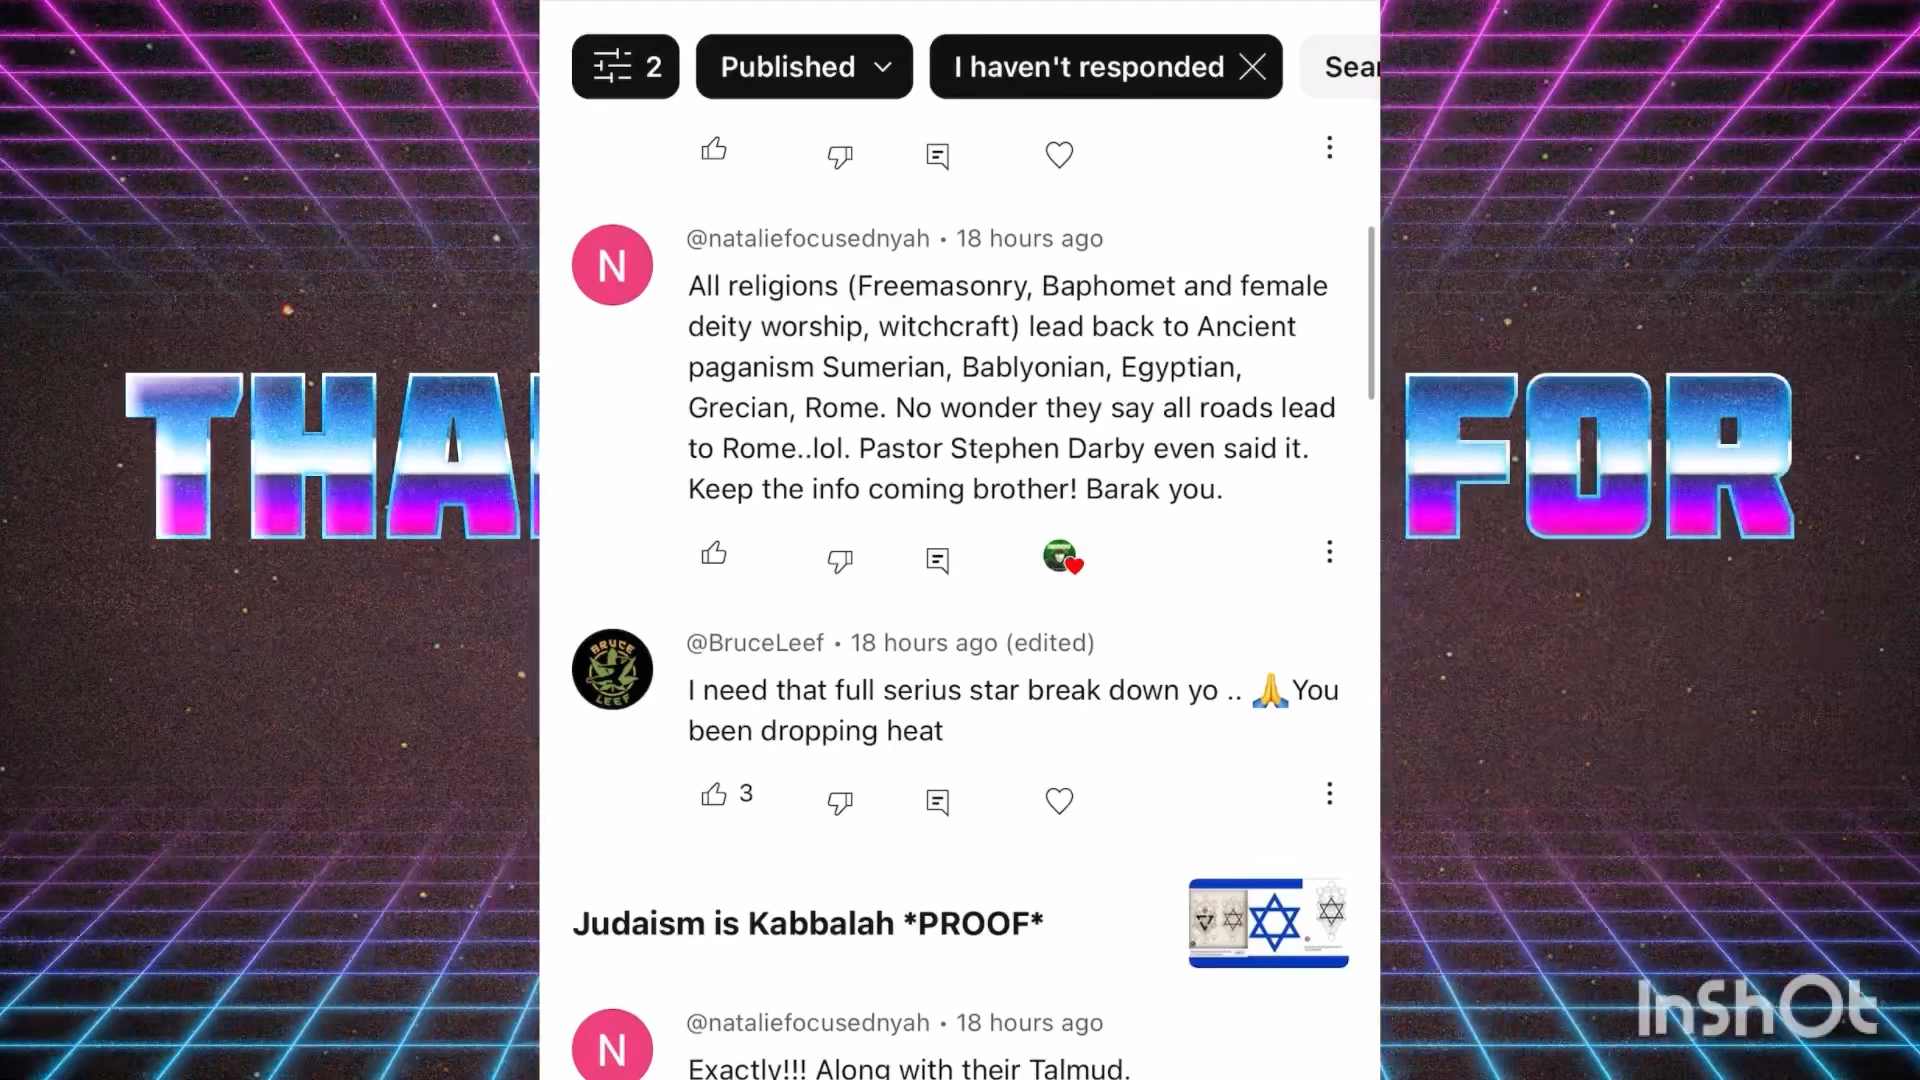 2 Published I haven't responded Sear
@nataliefocusednyah • 18 hours ago
N
All religions (Freemasonry, Baphomet and female
deity worship, witchcraft) lead back to Ancient
paganism Sumerian, Bablyonian, Egyptian,
THA
FOR
Grecian, Rome. No wonder they say all roads lead
to Rome..lol. Pastor Stephen Darby even said it.
Keep the info coming brother! Barak you.
@BruceLeef • 18 hours ago (edited)
BRUCE
LEEF
I need that full serius star break down yo .. 🙏You
been dropping heat
3
Judaism is Kabbalah *PROOF*
@nataliefocusednyah • 18 hours ago
N
Exactly!!! Along with their Talmud.
InShOt